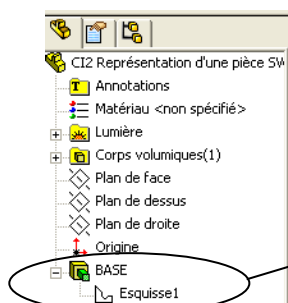 CI2 Représentation d'une pièce SW
Annotations
Matériau <non spécifié>
Lumière
Corps volumiques(1)
Plan de face
Plan de dessus
Plan de droite
Origine
BASE
Esquisse1